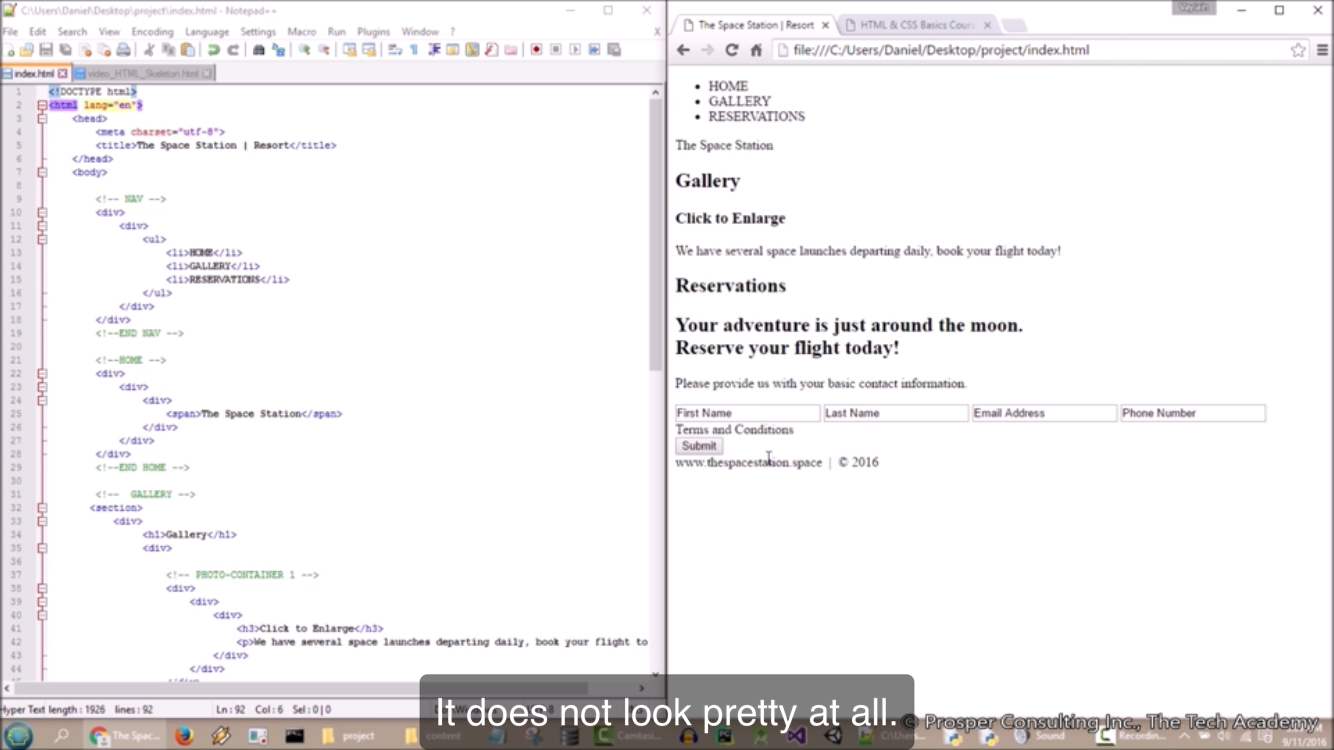 C:\Users\Daniel\Desktop\project\index.html - Notepad++
File Edit Search View Encoding Language Settings Macro Run Plugins Window ?
index.html video_HTML_Skeleton.html
1 <!DOCTYPE html>
2 <html lang="en">
3 <head>
4 <meta charset="utf-8">
5 <title>The Space Station | Resort</title>
6 </head>
7 <body>
8
9 <!-- NAV -->
10 <div>
11 <div>
12 <ul>
13 <li>HOME</li>
14 <li>GALLERY</li>
15 <li>RESERVATIONS</li>
16 </ul>
17 </div>
18 </div>
19 <!--END NAV -->
20
21 <!--HOME -->
22 <div>
23 <div>
24 <div>
25 <span>The Space Station</span>
26 </div>
27 </div>
28 </div>
29 <!--END HOME -->
30
31 <!-- GALLERY -->
32 <section>
33 <div>
34 <h1>Gallery</h1>
35 <div>
36
37 <!-- PHOTO-CONTAINER 1 -->
38 <div>
39 <div>
40 <div>
41 <h3>Click to Enlarge</h3>
42 <p>We have several space launches departing daily, book your flight to
43 </div>
44 </div>
Hyper Text length : 1926 lines : 92 Ln : 92 Col : 6 Sel : 0 | 0
The Space Station | Resort HTML & CSS Basics Cour
file:///C:/Users/Daniel/Desktop/project/index.html
HOME
GALLERY
RESERVATIONS
The Space Station
Gallery
Click to Enlarge
We have several space launches departing daily, book your flight today!
Reservations
Your adventure is just around the moon.
Reserve your flight today!
Please provide us with your basic contact information.
First Name Last Name Email Address Phone Number
Terms and Conditions
Submit
www.thespacestation.space | © 2016
It does not look pretty at all.
© Prosper Consulting Inc., The Tech Academy
The Spac... project content Camtasi... C:\Users... Sound Recordin...
9/11/2016